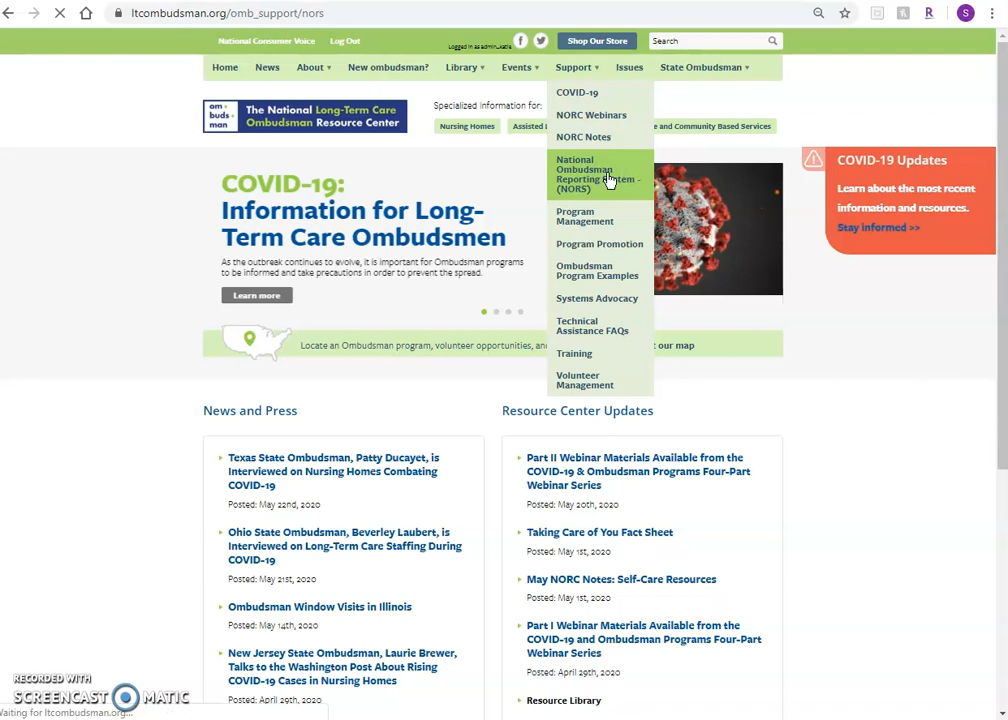 ltcombudsman.org/omb_support/nors
S
National Consumer Voice
Log Out
Logged in as admin_katie
Shop Our Store
Search
Home
News
About
New ombudsman?
Library
Events
Support
Issues
State Ombudsman
om
buds
man
The National Long-Term Care
Ombudsman Resource Center
Specialized Information for:
Nursing Homes
Assisted L
e and Community Based Services
COVID-19
NORC Webinars
NORC Notes
National
Ombudsman
Reporting System -
(NORS)
Program
Management
Program Promotion
Ombudsman
Program Examples
Systems Advocacy
Technical
Assistance FAQs
Training
Volunteer
Management
COVID-19:
Information for Long-
Term Care Ombudsmen
As the outbreak continues to evolve, it is important for Ombudsman programs
to be informed and take precautions in order to prevent the spread.
Learn more
COVID-19 Updates
Learn about the most recent
information and resources.
Stay informed >>
Locate an Ombudsman program, volunteer opportunities, an
t our map
News and Press
Texas State Ombudsman, Patty Ducayet, is
Interviewed on Nursing Homes Combating
COVID-19
Posted: May 22nd, 2020
Ohio State Ombudsman, Beverley Laubert, is
Interviewed on Long-Term Care Staffing During
COVID-19
Posted: May 21st, 2020
Ombudsman Window Visits in Illinois
Posted: May 14th, 2020
New Jersey State Ombudsman, Laurie Brewer,
Talks to the Washington Post About Rising
COVID-19 Cases in Nursing Homes
Posted: April 29th, 2020
Resource Center Updates
Part II Webinar Materials Available from the
COVID-19 & Ombudsman Programs Four-Part
Webinar Series
Posted: May 20th, 2020
Taking Care of You Fact Sheet
Posted: May 1st, 2020
May NORC Notes: Self-Care Resources
Posted: May 1st, 2020
Part I Webinar Materials Available from the
COVID-19 and Ombudsman Programs Four-Part
Webinar Series
Posted: April 29th, 2020
Resource Library
RECORDED WITH
SCREENCAST MATIC
Waiting for ltcombudsman.org...